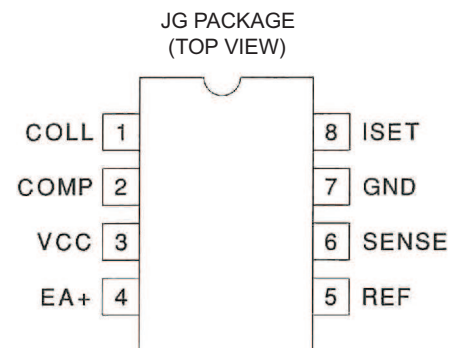 JG PACKAGE
(TOP VIEW)
COLL 1 8 ISET
COMP 2 7 GND
VCC 3 6 SENSE
EA+ 4 5 REF